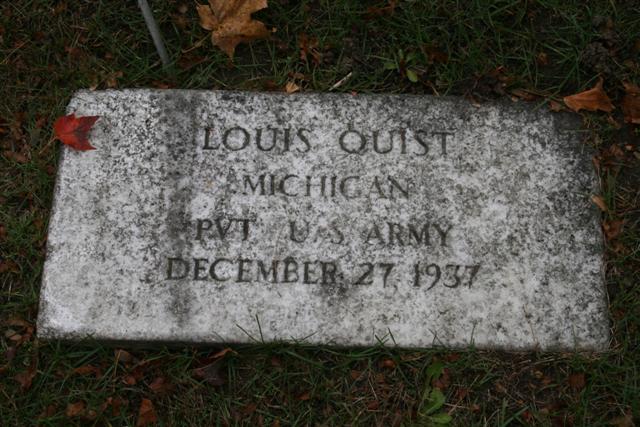 LOUIS QUIST
MICHIGAN
PVT U S ARMY
DECEMBER 27, 1937